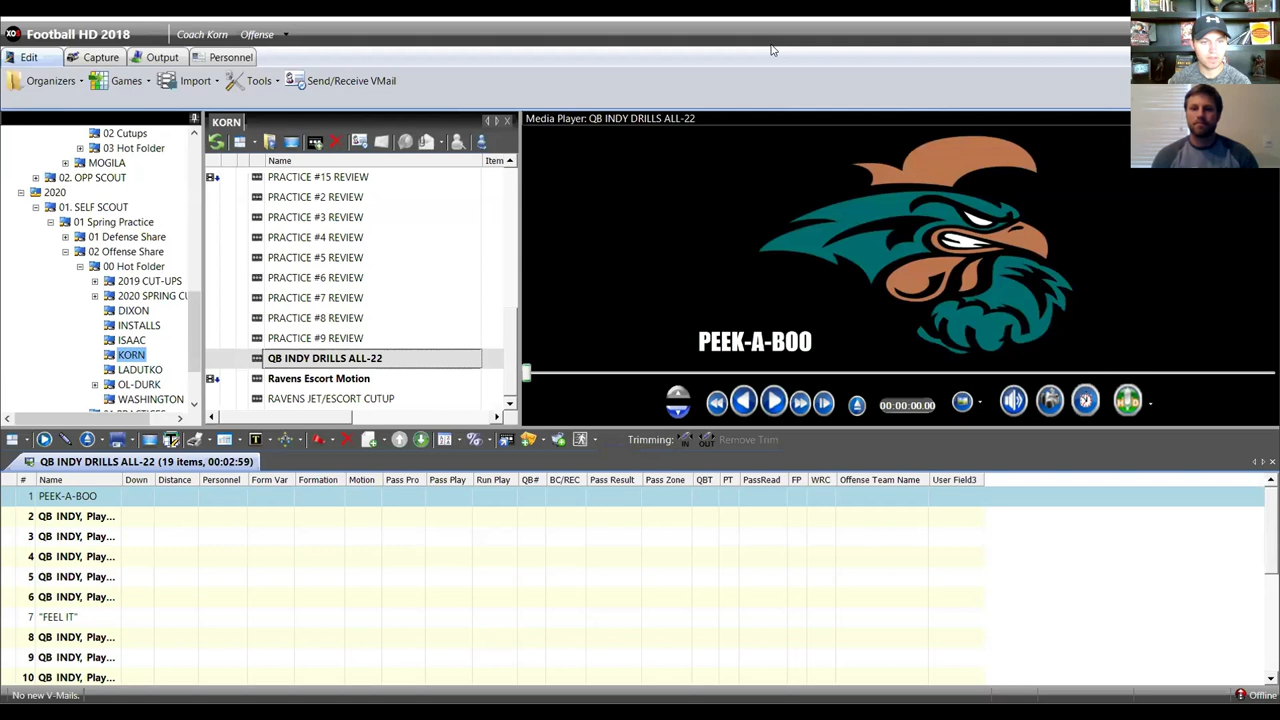 Football HD 2018 Coach Korn Offense
Edit Capture Output Personnel
Organizers Games Import Tools Send/Receive VMail
02 Cutups
03 Hot Folder
MOGILA
02. OPP SCOUT
2020
01. SELF SCOUT
01 Spring Practice
01 Defense Share
02 Offense Share
00 Hot Folder
2019 CUT-UPS
2020 SPRING CU
DIXON
INSTALLS
ISAAC
KORN
LADUTKO
OL-DURK
WASHINGTON
KORN
Name Item
PRACTICE #15 REVIEW
PRACTICE #2 REVIEW
PRACTICE #3 REVIEW
PRACTICE #4 REVIEW
PRACTICE #5 REVIEW
PRACTICE #6 REVIEW
PRACTICE #7 REVIEW
PRACTICE #8 REVIEW
PRACTICE #9 REVIEW
QB INDY DRILLS ALL-22
Ravens Escort Motion
RAVENS JET/ESCORT CUTUP
Media Player: QB INDY DRILLS ALL-22
PEEK-A-BOO
00:00:00.00
Trimming: IN OUT Remove Trim
QB INDY DRILLS ALL-22 (19 items, 00:02:59)
# Name Down Distance Personnel Form Var Formation Motion Pass Pro Pass Play Run Play QB# BC/REC Pass Result Pass Zone QBT PT PassRead FP WRC Offense Team Name User Field3
1 PEEK-A-BOO
2 QB INDY, Play...
3 QB INDY, Play...
4 QB INDY, Play...
5 QB INDY, Play...
6 QB INDY, Play...
7 "FEEL IT"
8 QB INDY, Play...
9 QB INDY, Play...
10 QB INDY, Play...
No new V-Mails.
Offline